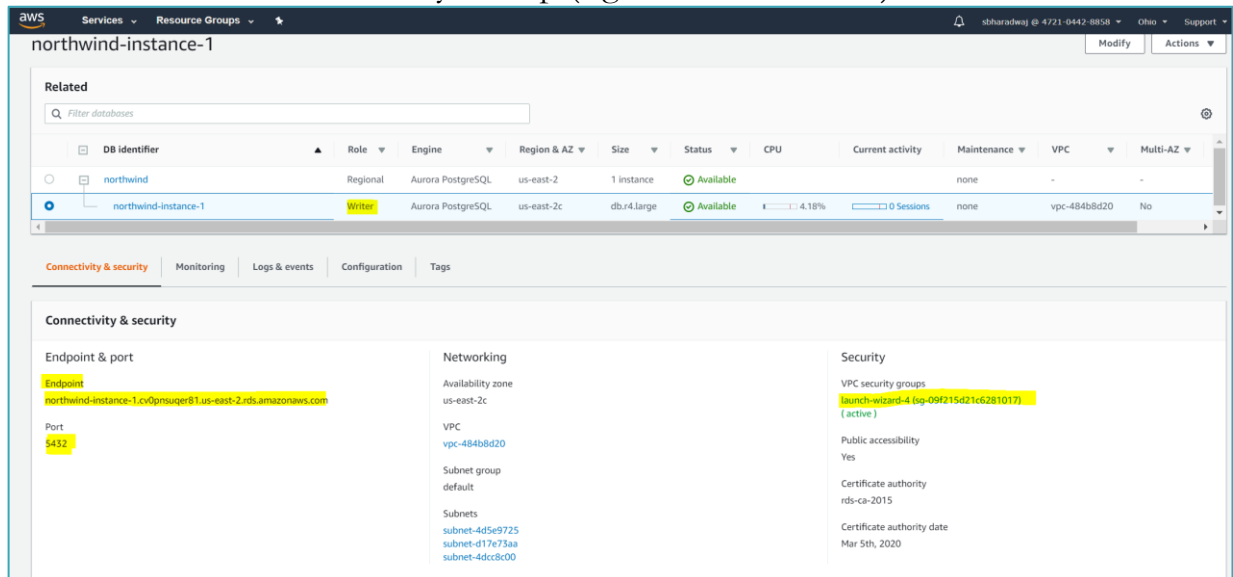 aws Services Resource Groups sbharadwaj @ 4721-0442-8858 Ohio Support
northwind-instance-1 Modify Actions
Related
Filter databases
DB identifier Role Engine Region & AZ Size Status CPU Current activity Maintenance VPC Multi-AZ
northwind Regional Aurora PostgreSQL us-east-2 1 instance Available none - -
northwind-instance-1 Writer Aurora PostgreSQL us-east-2c db.r4.large Available 4.18% 0 Sessions none vpc-484b8d20 No
Connectivity & security Monitoring Logs & events Configuration Tags
Connectivity & security
Endpoint & port
Endpoint
northwind-instance-1.cv0pnsuqer81.us-east-2.rds.amazonaws.com
Port
5432
Networking
Availability zone
us-east-2c
VPC
vpc-484b8d20
Subnet group
default
Subnets
subnet-4d5e9725
subnet-d17e73aa
subnet-4dcc8c00
Security
VPC security groups
launch-wizard-4 (sg-09f215d21c6281017)
( active )
Public accessibility
Yes
Certificate authority
rds-ca-2015
Certificate authority date
Mar 5th, 2020